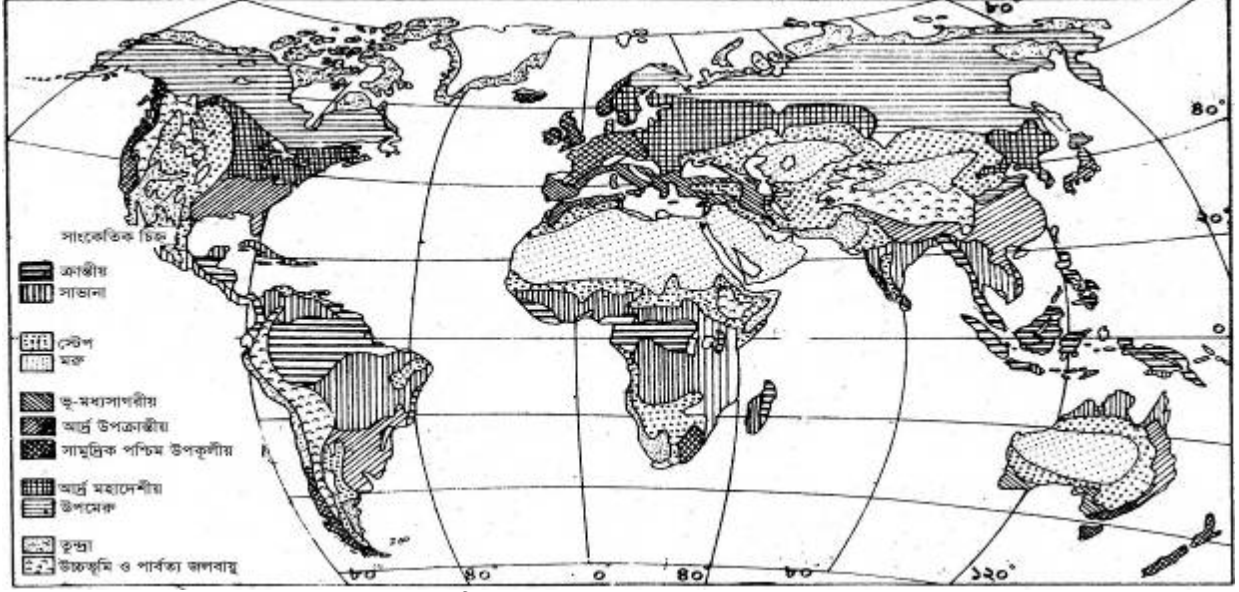 ৮০°
৪০°
২০°
০
সাংকেতিক চিহ্ন
ক্রান্তীয়
সাভানা
স্টেপ
মরু
ভূ-মধ্যসাগরীয়
আর্দ্র উপক্রান্তীয়
সামুদ্রিক পশ্চিম উপকূলীয়
আর্দ্র মহাদেশীয়
উপমেরু
তুন্দ্রা
উচ্চভূমি ও পার্বত্য জলবায়ু
৮০° ৪০° ০° ৪০° ৮০° ১২০°